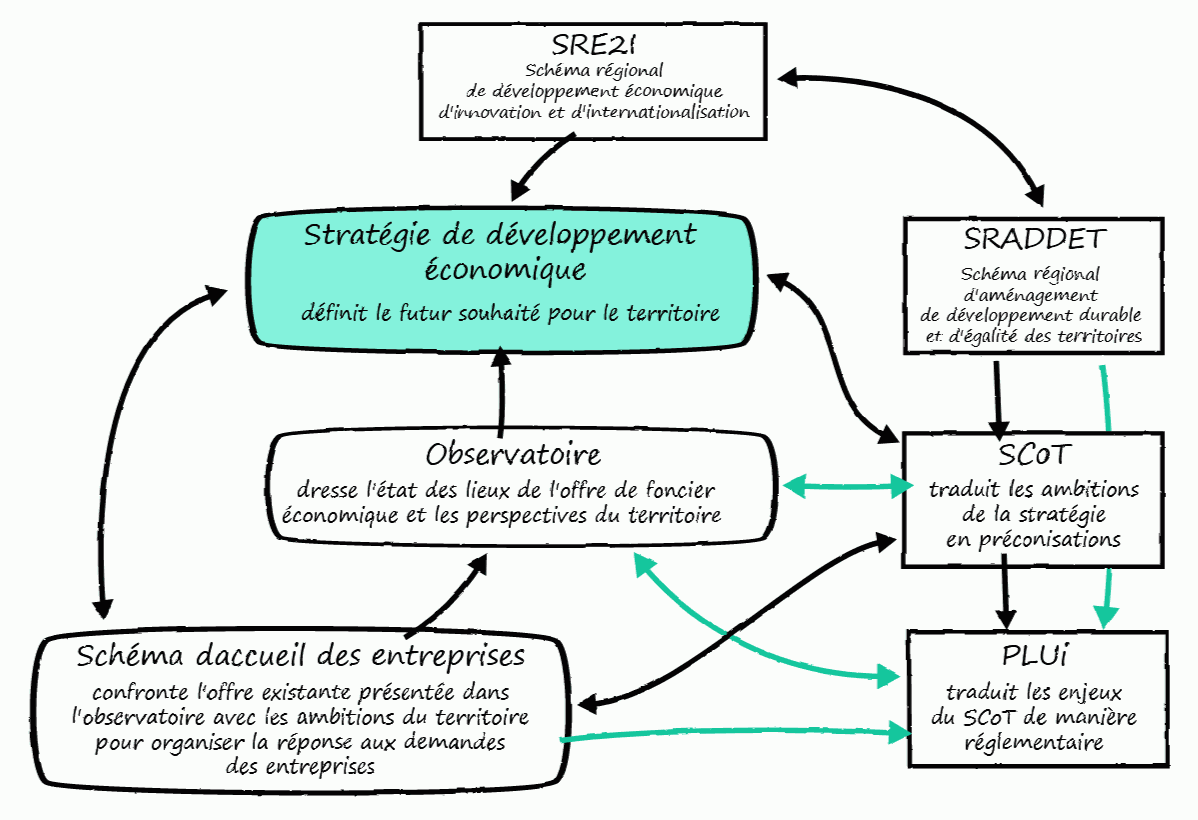 SRE2I
Schéma régional
de développement économique
d'innovation et d'internationalisation
Stratégie de développement
économique
définit le futur souhaité pour le territoire
SRADDET
Schéma régional
d'aménagement
de développement durable
et d'égalité des territoires
Observatoire
dresse l'état des lieux de l'offre de foncier
économique et les perspectives du territoire
SCoT
traduit les ambitions
de la stratégie
en préconisations
Schéma daccueil des entreprises
confronte l'offre existante présentée dans
l'observatoire avec les ambitions du territoire
pour organiser la réponse aux demandes
des entreprises
PLUi
traduit les enjeux
du SCoT de manière
réglementaire